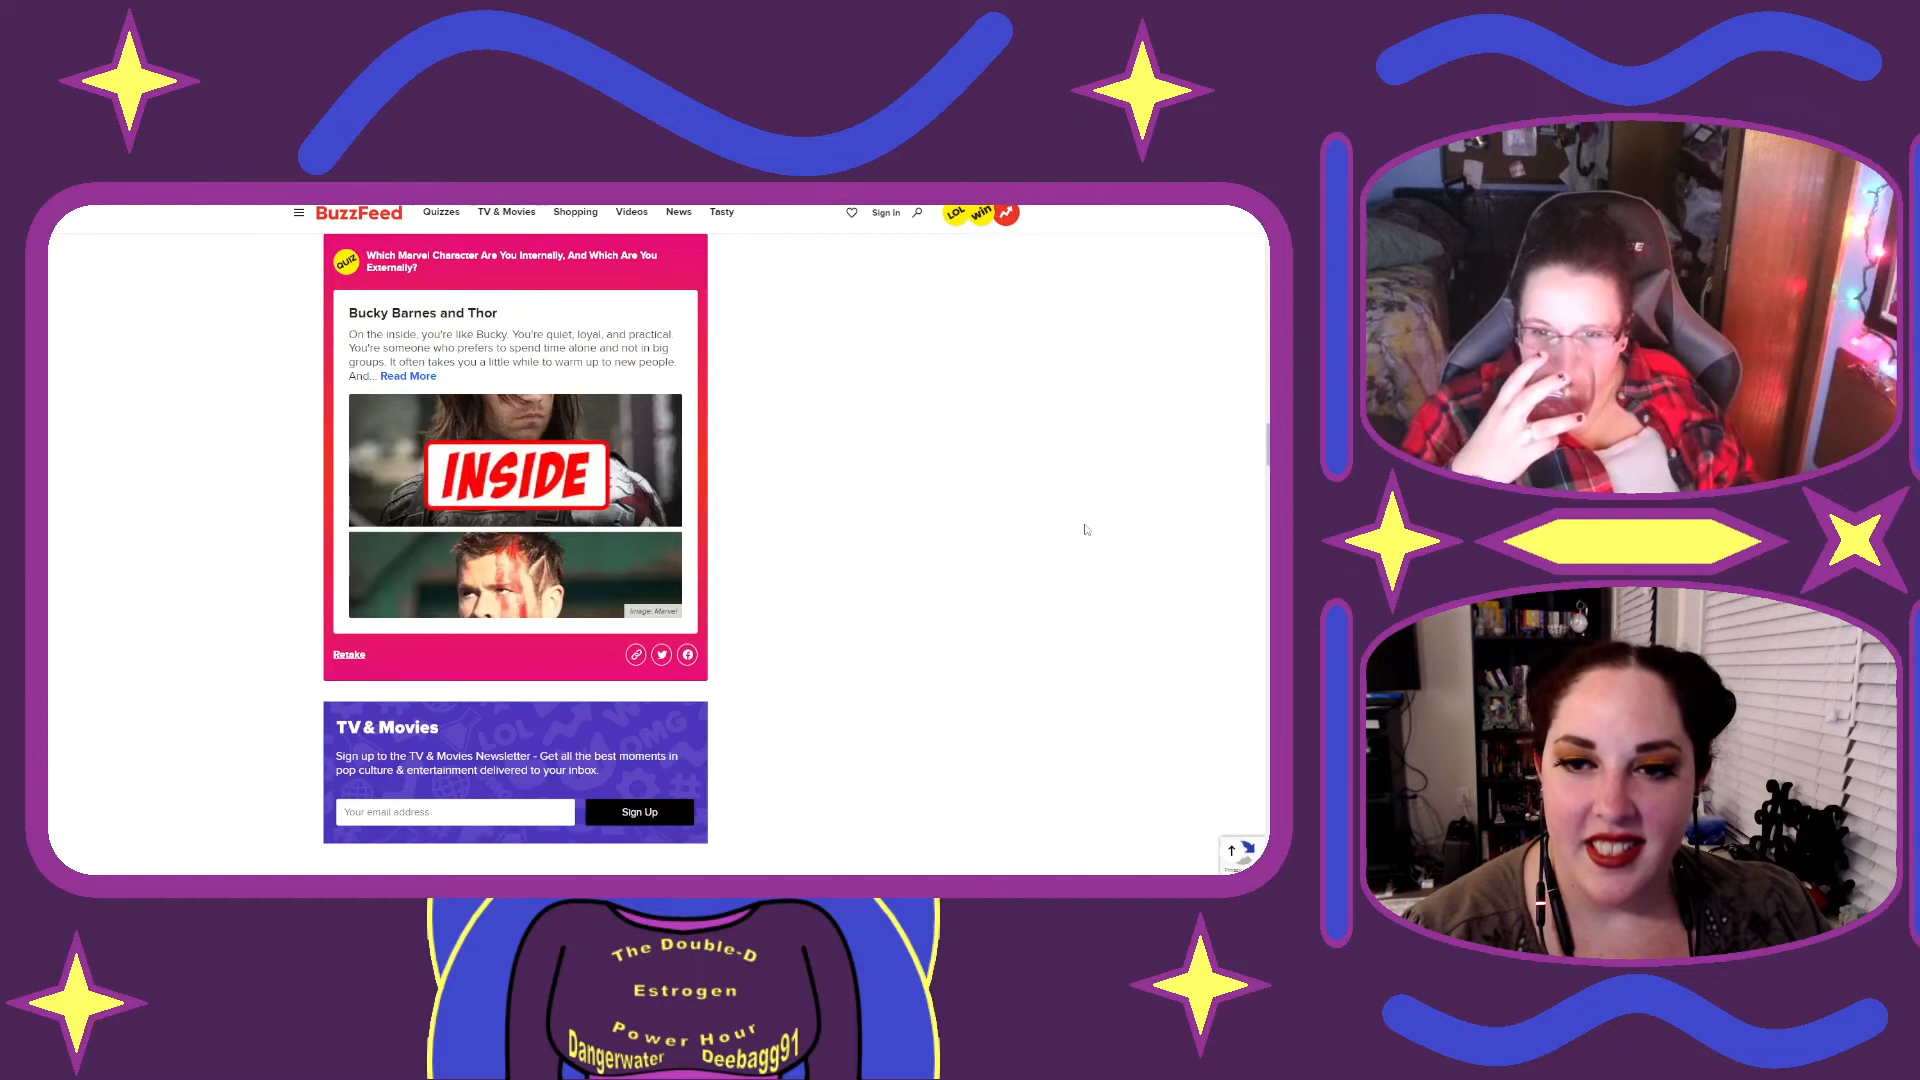 BuzzFeed Quizzes TV & Movies Shopping Videos News Tasty Sign In LOL win
QUIZ
Which Marvel Character Are You Internally, And Which Are You
Externally?
Bucky Barnes and Thor
On the inside, you're like Bucky. You're quiet, loyal, and practical.
You're someone who prefers to spend time alone and not in big
groups. It often takes you a little while to warm up to new people.
And... Read More
INSIDE
Image: Marvel
Retake
TV & Movies
Sign up to the TV & Movies Newsletter - Get all the best moments in
pop culture & entertainment delivered to your inbox.
Your email address
Sign Up
LOL
OMG
The Double-D
Estrogen
Power Hour
Dangerwater Deebagg91